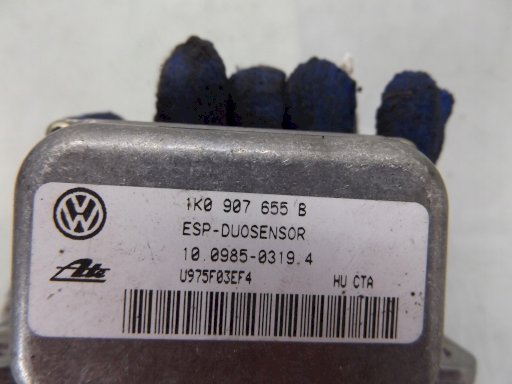 1K0 907 655 B
ESP-DUOSENSOR
10.0985-0319.4
Ate
U975F03EF4 HU CTA